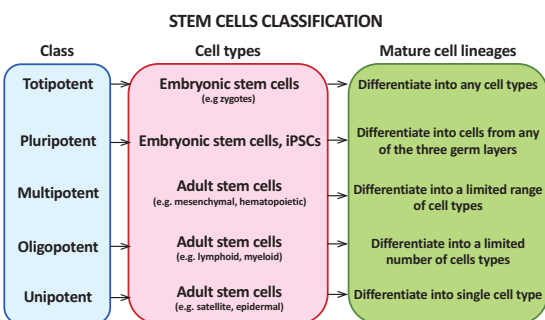 STEM CELLS CLASSIFICATION
Class
Cell types
Mature cell lineages
Totipotent
Embryonic stem cells
(e.g zygotes)
Differentiate into any cell types
Pluripotent
Embryonic stem cells, iPSCs
Differentiate into cells from any
of the three germ layers
Multipotent
Adult stem cells
(e.g. mesenchymal, hematopoietic)
Differentiate into a limited range
of cell types
Oligopotent
Adult stem cells
(e.g. lymphoid, myeloid)
Differentiate into a limited
number of cells types
Unipotent
Adult stem cells
(e.g. satellite, epidermal)
Differentiate into single cell type